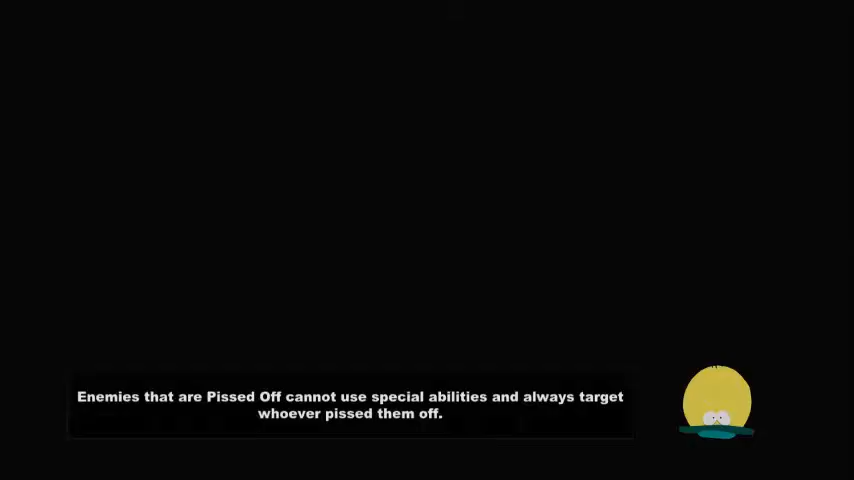 Enemies that are Pissed Off cannot use special abilities and always target
whoever pissed them off.